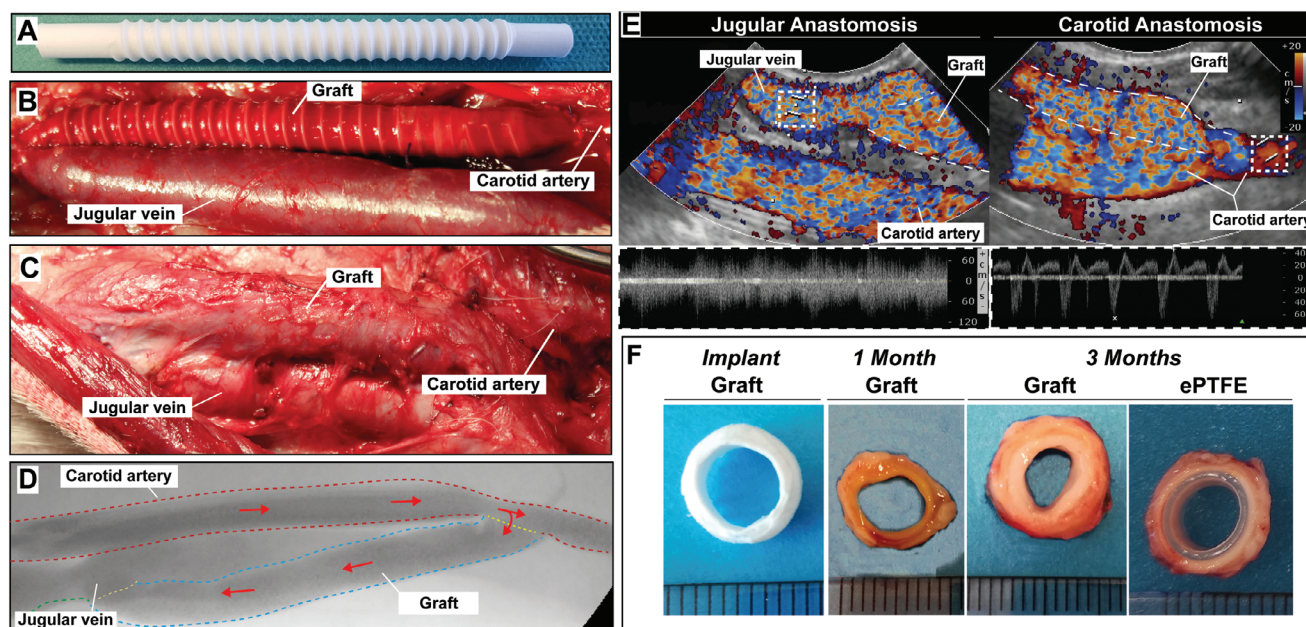 A
B
Graft
Carotid artery
Jugular vein
C
Graft
Carotid artery
Jugular vein
D
Carotid artery
Graft
Jugular vein
E
Jugular Anastomosis
Carotid Anastomosis
Jugular vein
Graft
Carotid artery
Graft
Carotid artery
+20
c
m
/
s
-20
60
0
60
120
+
c
m
/
s
-
40
20
0
20
40
60
x
F
Implant
1 Month
3 Months
Graft
Graft
Graft
ePTFE